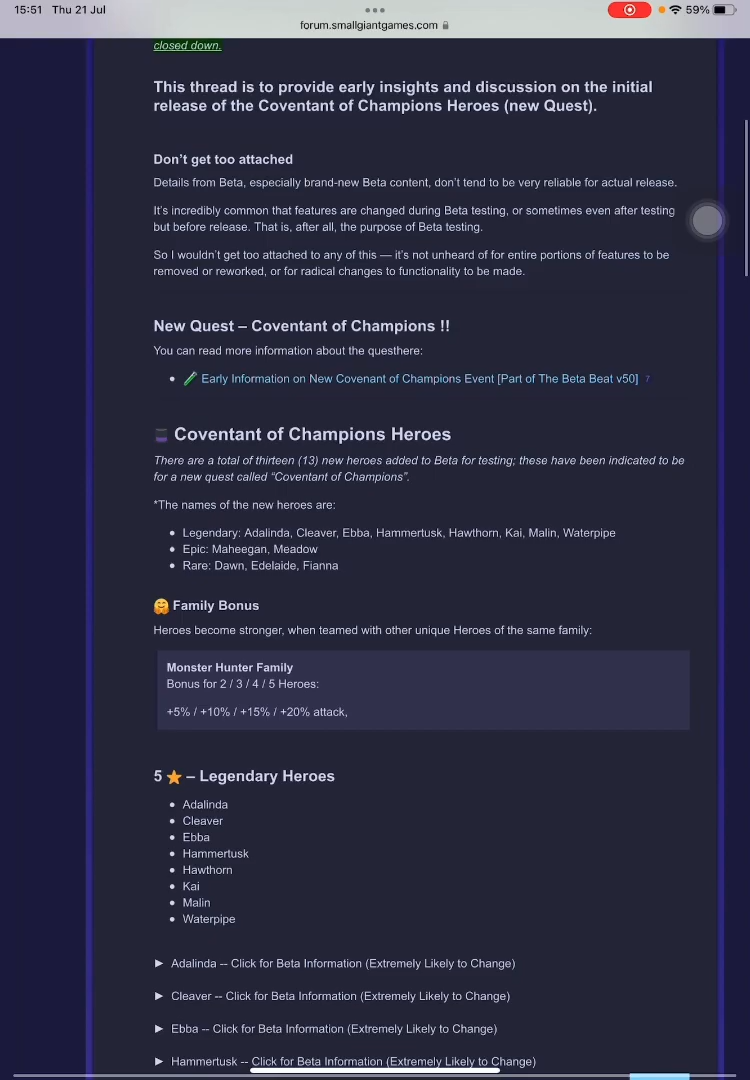 15:51 Thu 21 Jul
59%
forum.smallgiantgames.com
closed down.
This thread is to provide early insights and discussion on the initial
release of the Coventant of Champions Heroes (new Quest).
Don't get too attached
Details from Beta, especially brand-new Beta content, don't tend to be very reliable for actual release.
It's incredibly common that features are changed during Beta testing, or sometimes even after testing
but before release. That is, after all, the purpose of Beta testing.
So I wouldn't get too attached to any of this — it's not unheard of for entire portions of features to be
removed or reworked, or for radical changes to functionality to be made.
New Quest – Coventant of Champions !!
You can read more information about the questhere:
Early Information on New Covenant of Champions Event [Part of The Beta Beat v50] 7
Coventant of Champions Heroes
There are a total of thirteen (13) new heroes added to Beta for testing; these have been indicated to be
for a new quest called “Coventant of Champions”.
*The names of the new heroes are:
Legendary: Adalinda, Cleaver, Ebba, Hammertusk, Hawthorn, Kai, Malin, Waterpipe
Epic: Maheegan, Meadow
Rare: Dawn, Edelaide, Fianna
Family Bonus
Heroes become stronger, when teamed with other unique Heroes of the same family:
Monster Hunter Family
Bonus for 2 / 3 / 4 / 5 Heroes:
+5% / +10% / +15% / +20% attack,
5 ⭐ – Legendary Heroes
Adalinda
Cleaver
Ebba
Hammertusk
Hawthorn
Kai
Malin
Waterpipe
Adalinda -- Click for Beta Information (Extremely Likely to Change)
Cleaver -- Click for Beta Information (Extremely Likely to Change)
Ebba -- Click for Beta Information (Extremely Likely to Change)
Hammertusk -- Click for Beta Information (Extremely Likely to Change)